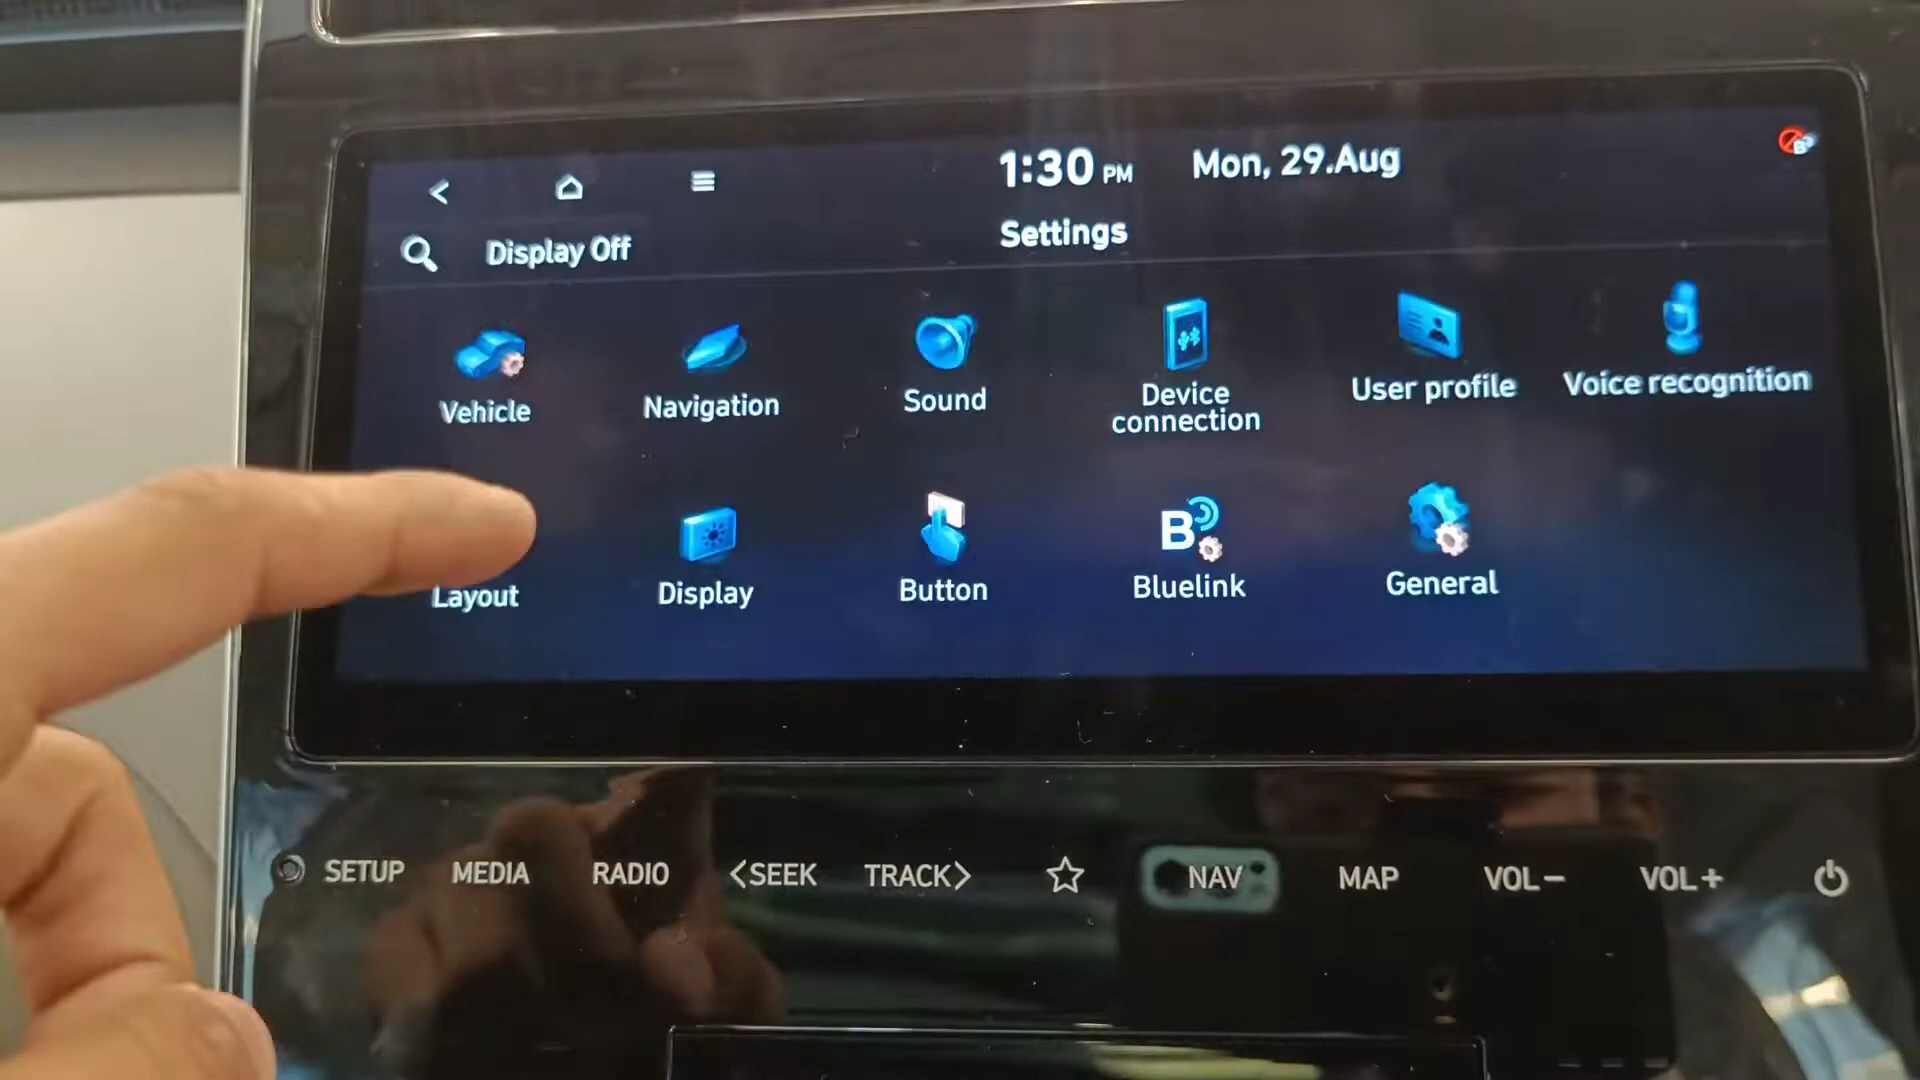 1:30 PM Mon, 29.Aug
Display Off
Settings
Vehicle
Navigation
Sound
Device
connection
User profile
Voice recognition
Layout
Display
Button
B
Bluelink
General
SETUP
MEDIA
RADIO
<SEEK
TRACK>
NAV
MAP
VOL−
VOL+